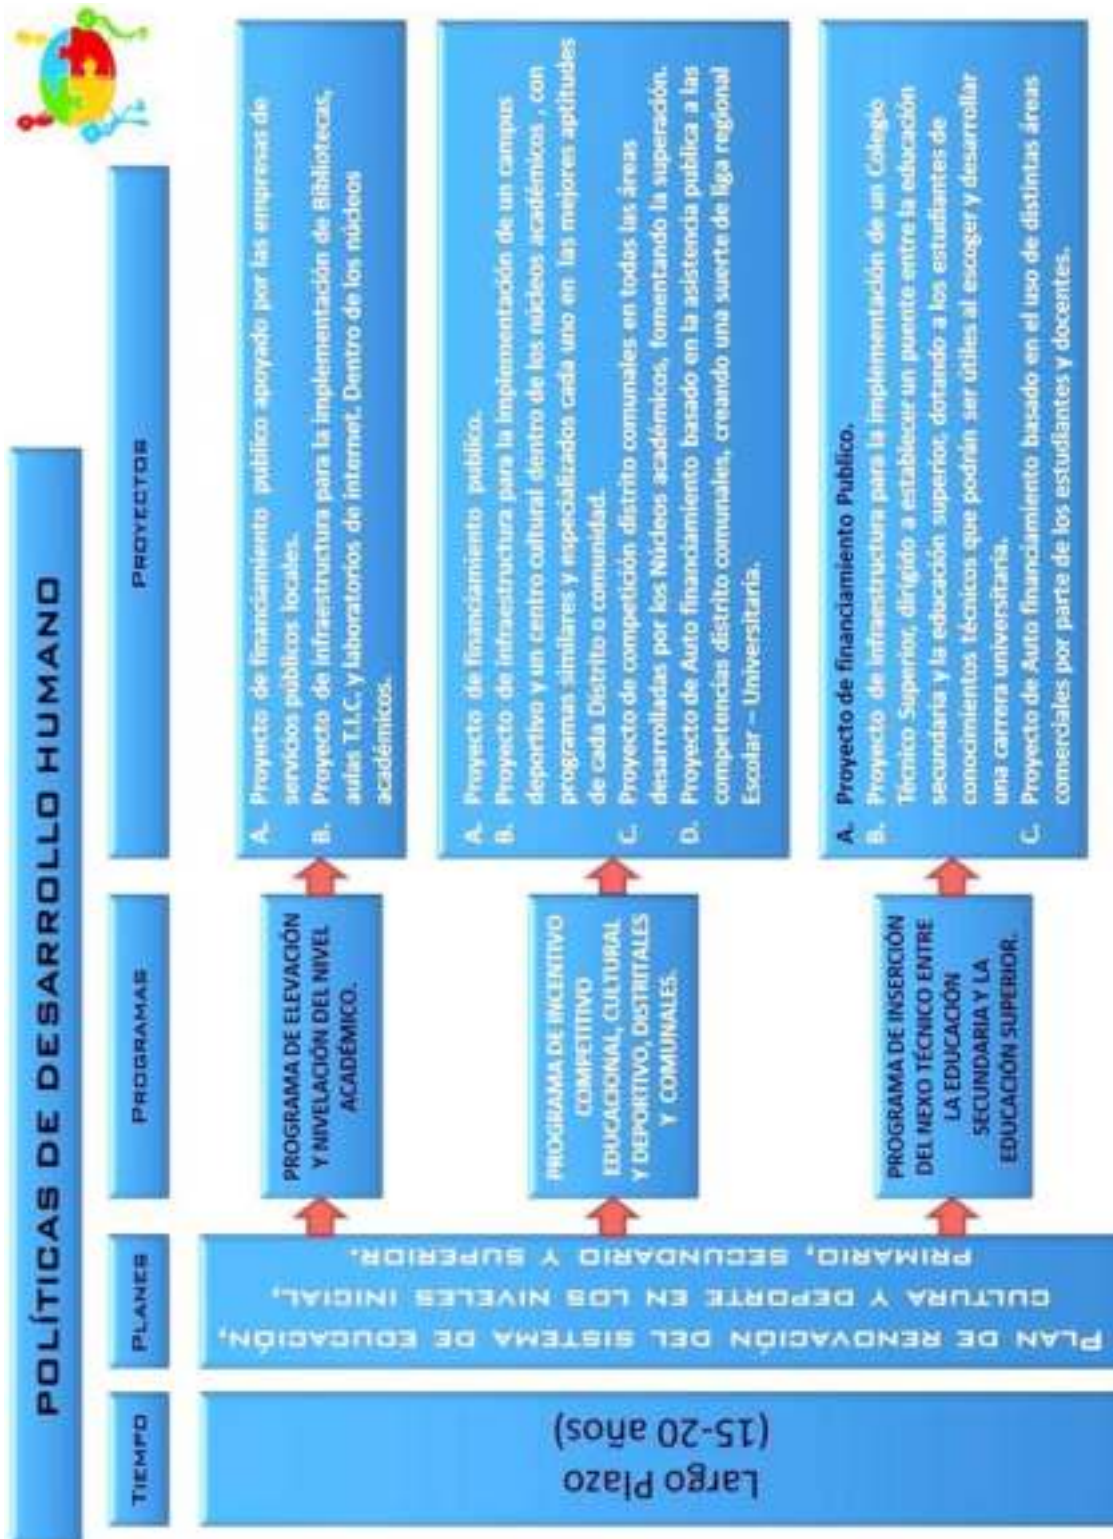 POLÍTICAS DE DESARROLLO HUMANO
TIEMPO
PLANES
PROGRAMAS
PROYECTOS
Largo Plazo
(15-20 años)
PLAN DE RENOVACIÓN DEL SISTEMA DE EDUCACIÓN,
CULTURA Y DEPORTE EN LOS NIVELES INICIAL,
PRIMARIO, SECUNDARIO Y SUPERIOR.
PROGRAMA DE ELEVACIÓN
Y NIVELACIÓN DEL NIVEL
ACADÉMICO.
A. Proyecto de financiamiento publico apoyado por las empresas de
servicios públicos locales.
B. Proyecto de infraestructura para la implementación de Bibliotecas,
aulas T.I.C. y laboratorios de internet. Dentro de los núcleos
académicos.
PROGRAMA DE INCENTIVO
COMPETITIVO
EDUCACIONAL, CULTURAL
Y DEPORTIVO, DISTRITALES
Y COMUNALES.
A. Proyecto de financiamiento publico.
B. Proyecto de infraestructura para la implementación de un campus
deportivo y un centro cultural dentro de los núcleos académicos , con
programas similares y especializados cada uno en las mejores aptitudes
de cada Distrito o comunidad.
C. Proyecto de competición distrito comunales en todas las áreas
desarrolladas por los Núcleos académicos, fomentando la superación.
D. Proyecto de Auto financiamiento basado en la asistencia publica a las
competencias distrito comunales, creando una suerte de liga regional
Escolar – Universitaria.
PROGRAMA DE INSERCIÓN
DEL NEXO TÉCNICO ENTRE
LA EDUCACIÓN
SECUNDARIA Y LA
EDUCACIÓN SUPERIOR.
A. Proyecto de financiamiento Publico.
B. Proyecto de infraestructura para la implementación de un Colegio
Técnico Superior, dirigido a establecer un puente entre la educación
secundaria y la educación superior, dotando a los estudiantes de
conocimientos técnicos que podrán ser útiles al escoger y desarrollar
una carrera universitaria.
C. Proyecto de Auto financiamiento basado en el uso de distintas áreas
comerciales por parte de los estudiantes y docentes.